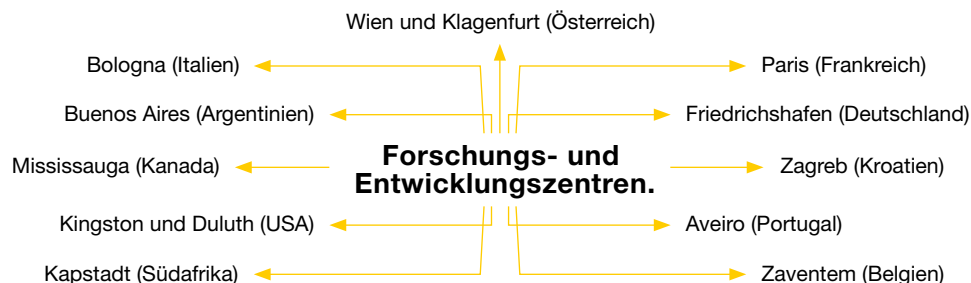 Wien und Klagenfurt (Österreich)
Bologna (Italien)
Paris (Frankreich)
Buenos Aires (Argentinien)
Friedrichshafen (Deutschland)
Mississauga (Kanada)
Forschungs- und
Entwicklungszentren.
Zagreb (Kroatien)
Kingston und Duluth (USA)
Aveiro (Portugal)
Kapstadt (Südafrika)
Zaventem (Belgien)